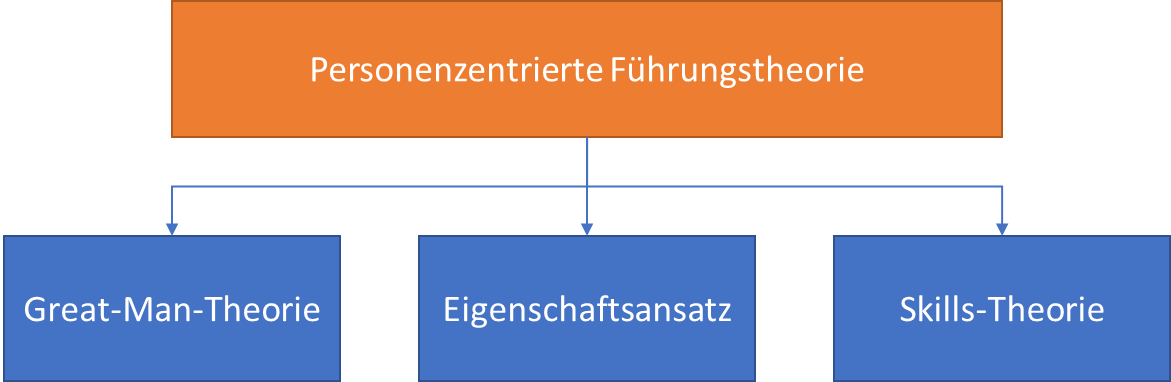 Personenzentrierte Führungstheorie
Great-Man-Theorie
Eigenschaftsansatz
Skills-Theorie